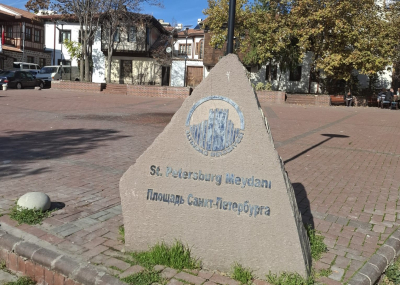 St. Petersburg Meydanı
Площадь Санкт-Петербурга